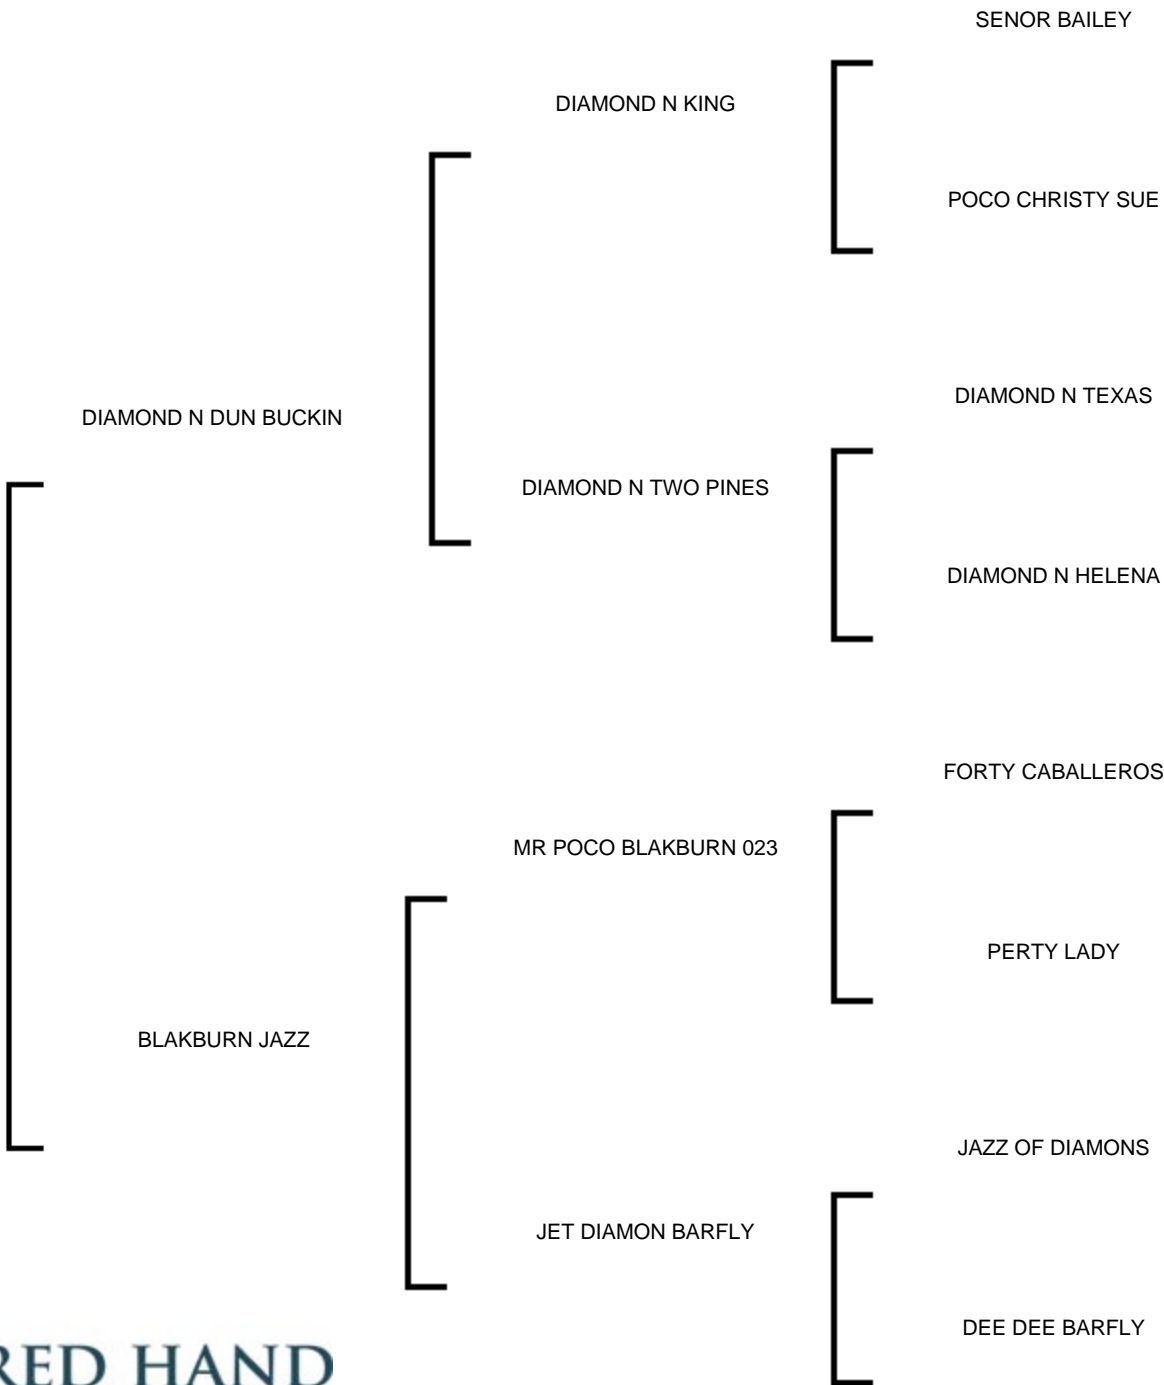 SENOR BAILEY
DIAMOND N KING
POCO CHRISTY SUE
DIAMOND N DUN BUCKIN
DIAMOND N TEXAS
DIAMOND N TWO PINES
DIAMOND N HELENA
FORTY CABALLEROS
MR POCO BLAKBURN 023
PERTY LADY
BLAKBURN JAZZ
JAZZ OF DIAMONS
JET DIAMON BARFLY
DEE DEE BARFLY
RED HAND